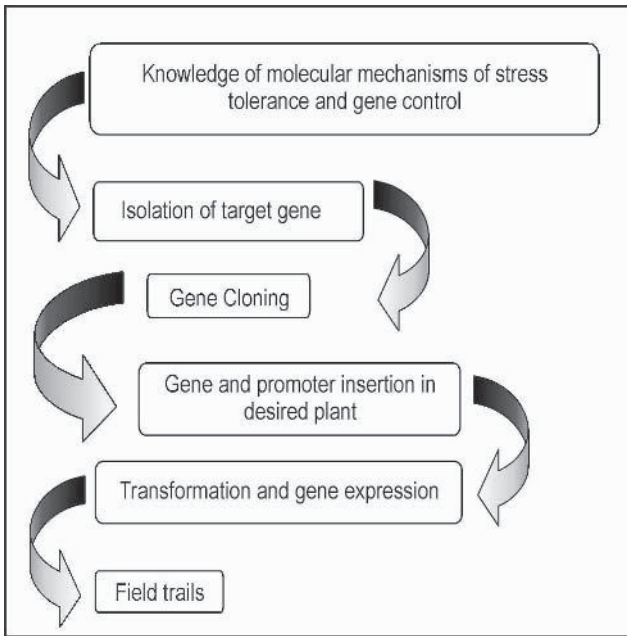 Knowledge of molecular mechanisms of stress
tolerance and gene control
Isolation of target gene
Gene Cloning
Gene and promoter insertion in
desired plant
Transformation and gene expression
Field trails